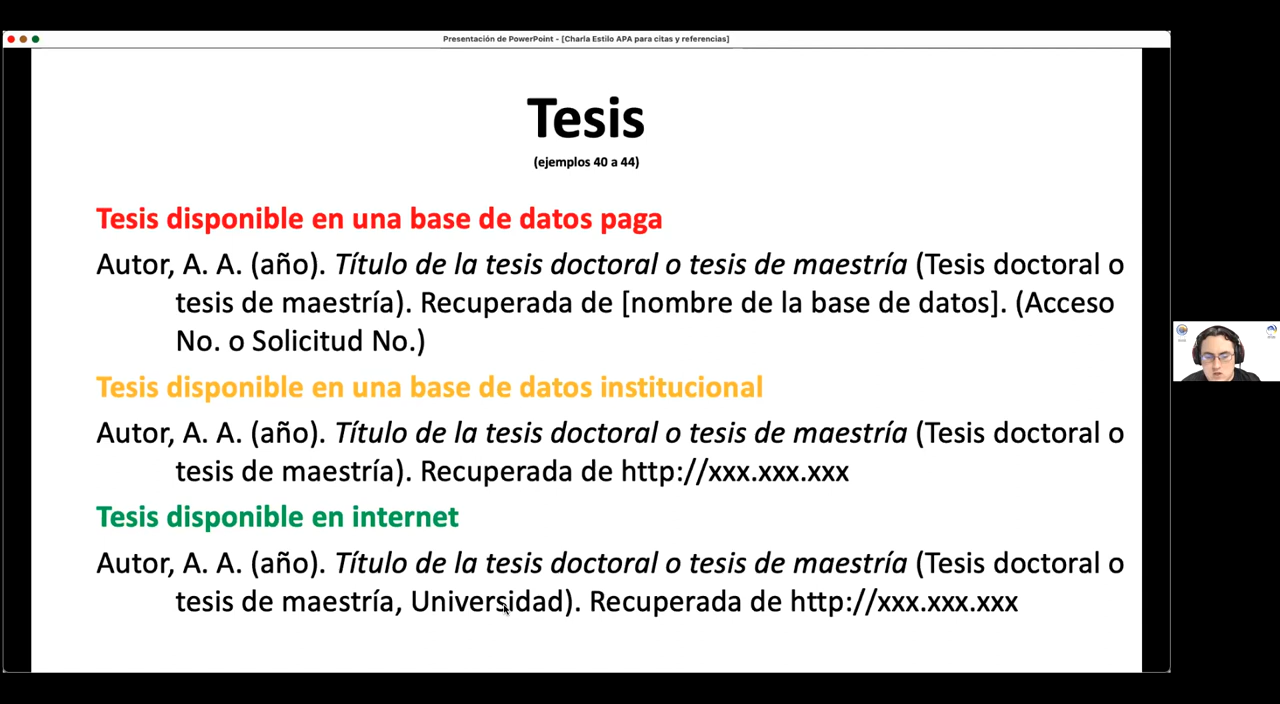 Presentación de PowerPoint - [Charla Estilo APA para citas y referencias]
Tesis
(ejemplos 40 a 44)
Tesis disponible en una base de datos paga
Autor, A. A. (año). Título de la tesis doctoral o tesis de maestría (Tesis doctoral o
tesis de maestría). Recuperada de [nombre de la base de datos]. (Acceso
No. o Solicitud No.)
Tesis disponible en una base de datos institucional
Autor, A. A. (año). Título de la tesis doctoral o tesis de maestría (Tesis doctoral o
tesis de maestría). Recuperada de http://xxx.xxx.xxx
Tesis disponible en internet
Autor, A. A. (año). Título de la tesis doctoral o tesis de maestría (Tesis doctoral o
tesis de maestría, Universidad). Recuperada de http://xxx.xxx.xxx